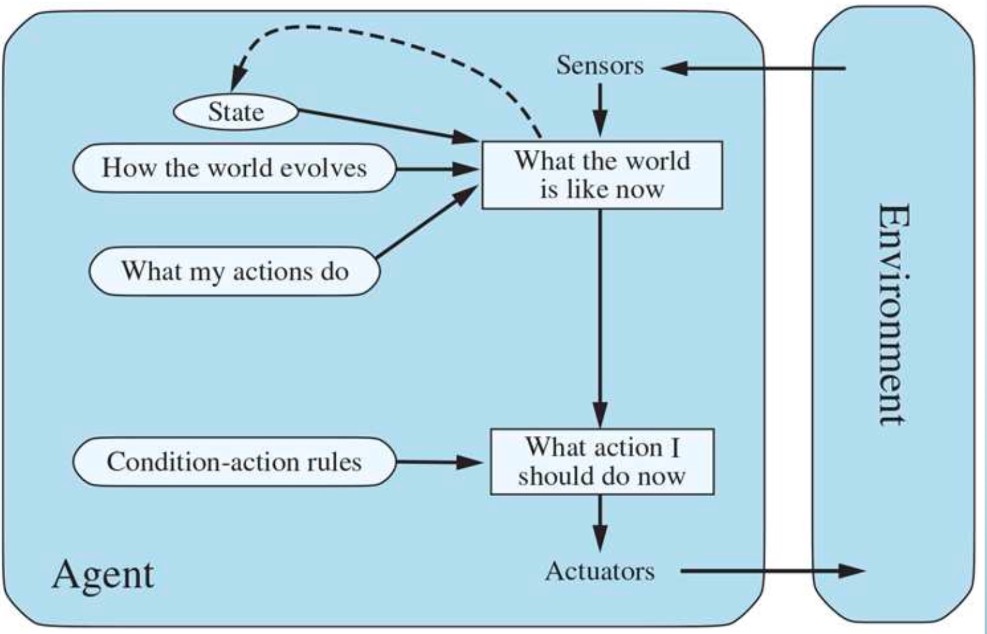 Sensors
State
How the world evolves
What the world
is like now
What my actions do
Environment
Condition-action rules
What action I
should do now
Agent
Actuators